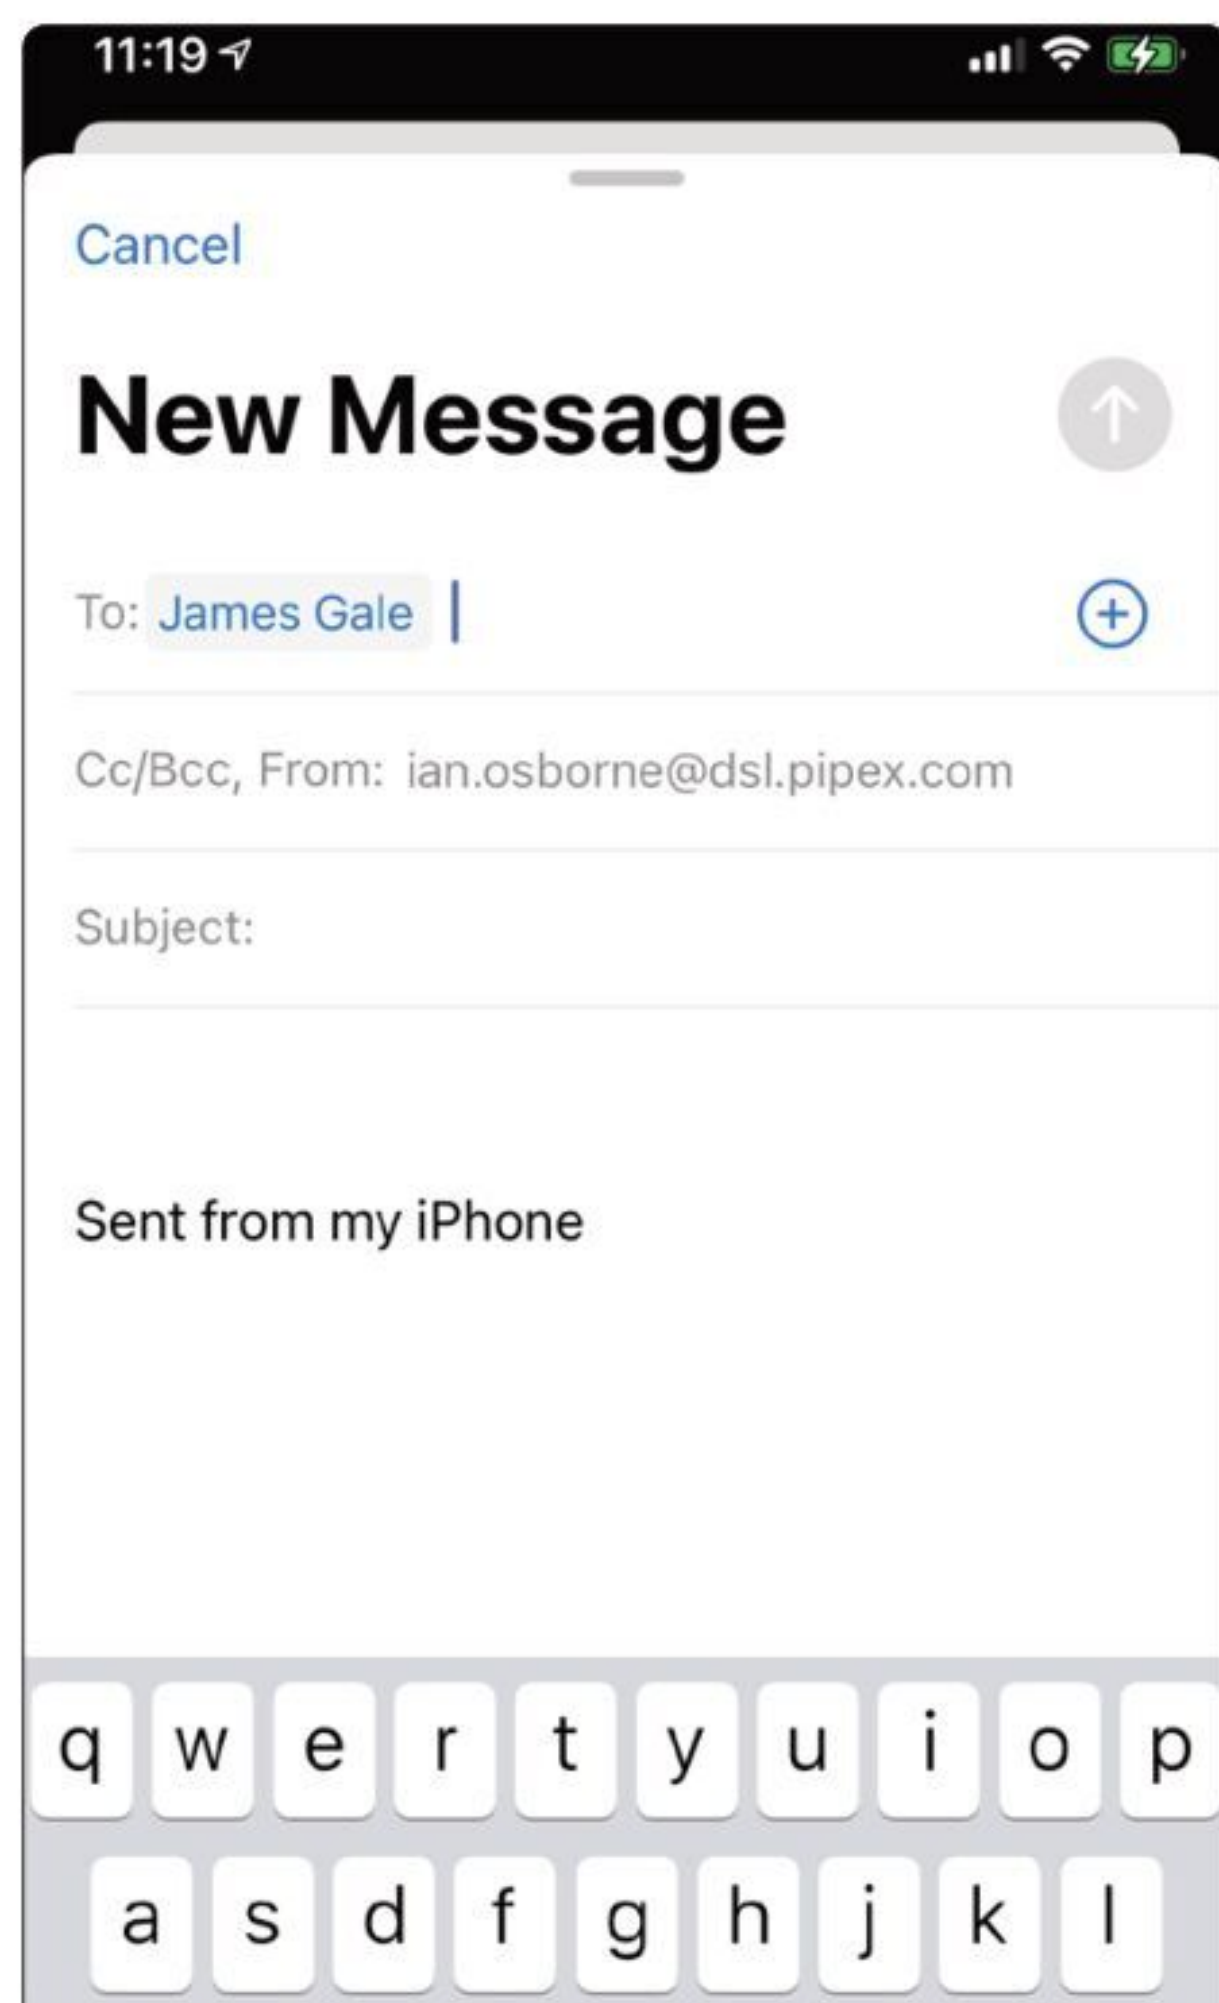 11:19
Cancel
New Message
To: James Gale
Cc/Bcc, From: ian.osborne@dsl.pipex.com
Subject:
Sent from my iPhone
q w e r t y u i o p
a s d f g h j k l